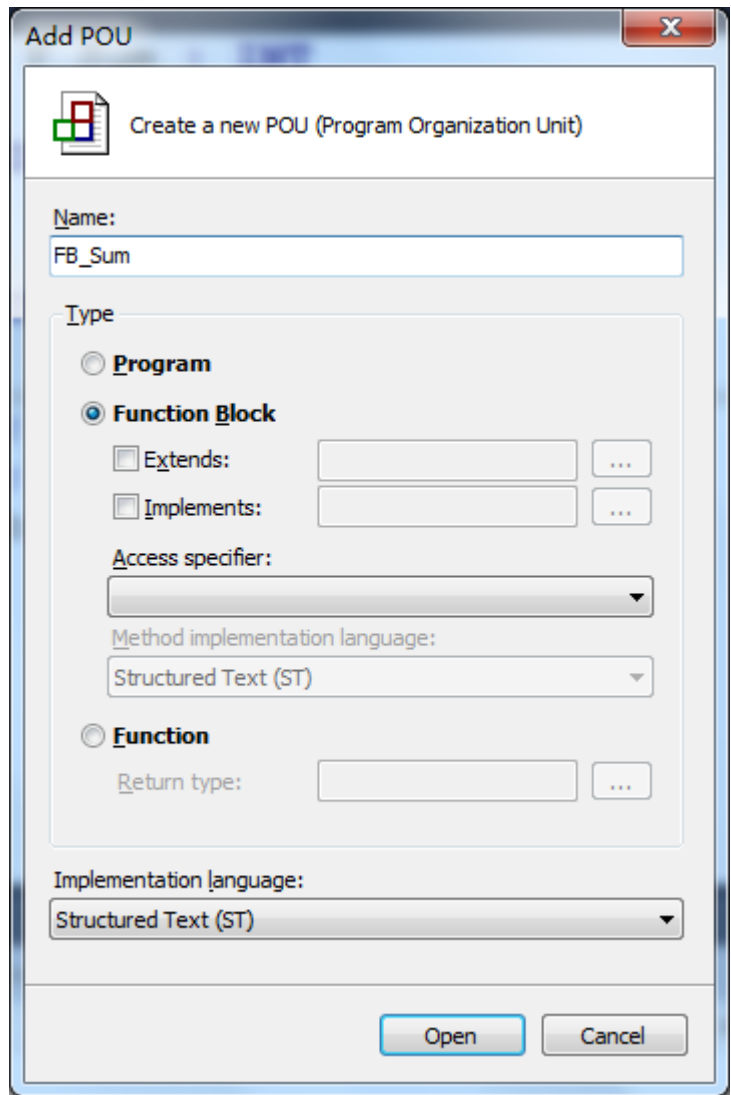 Add POU
Create a new POU (Program Organization Unit)
Name:
FB_Sum
Type
Program
Function Block
Extends:
...
Implements:
...
Access specifier:
Method implementation language:
Structured Text (ST)
Function
Return type:
...
Implementation language:
Structured Text (ST)
Open Cancel